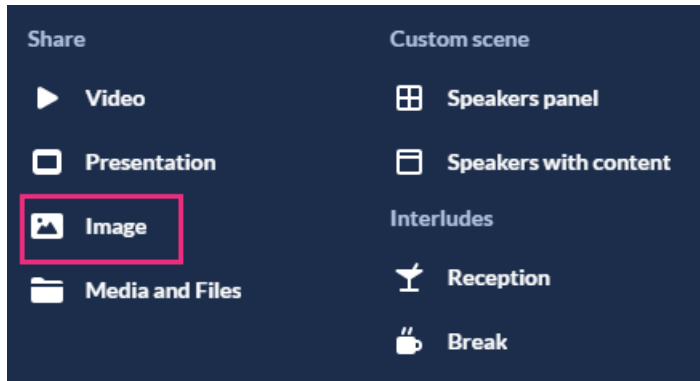 Share
Video
Presentation
Image
Media and Files
Custom scene
Speakers panel
Speakers with content
Interludes
Reception
Break